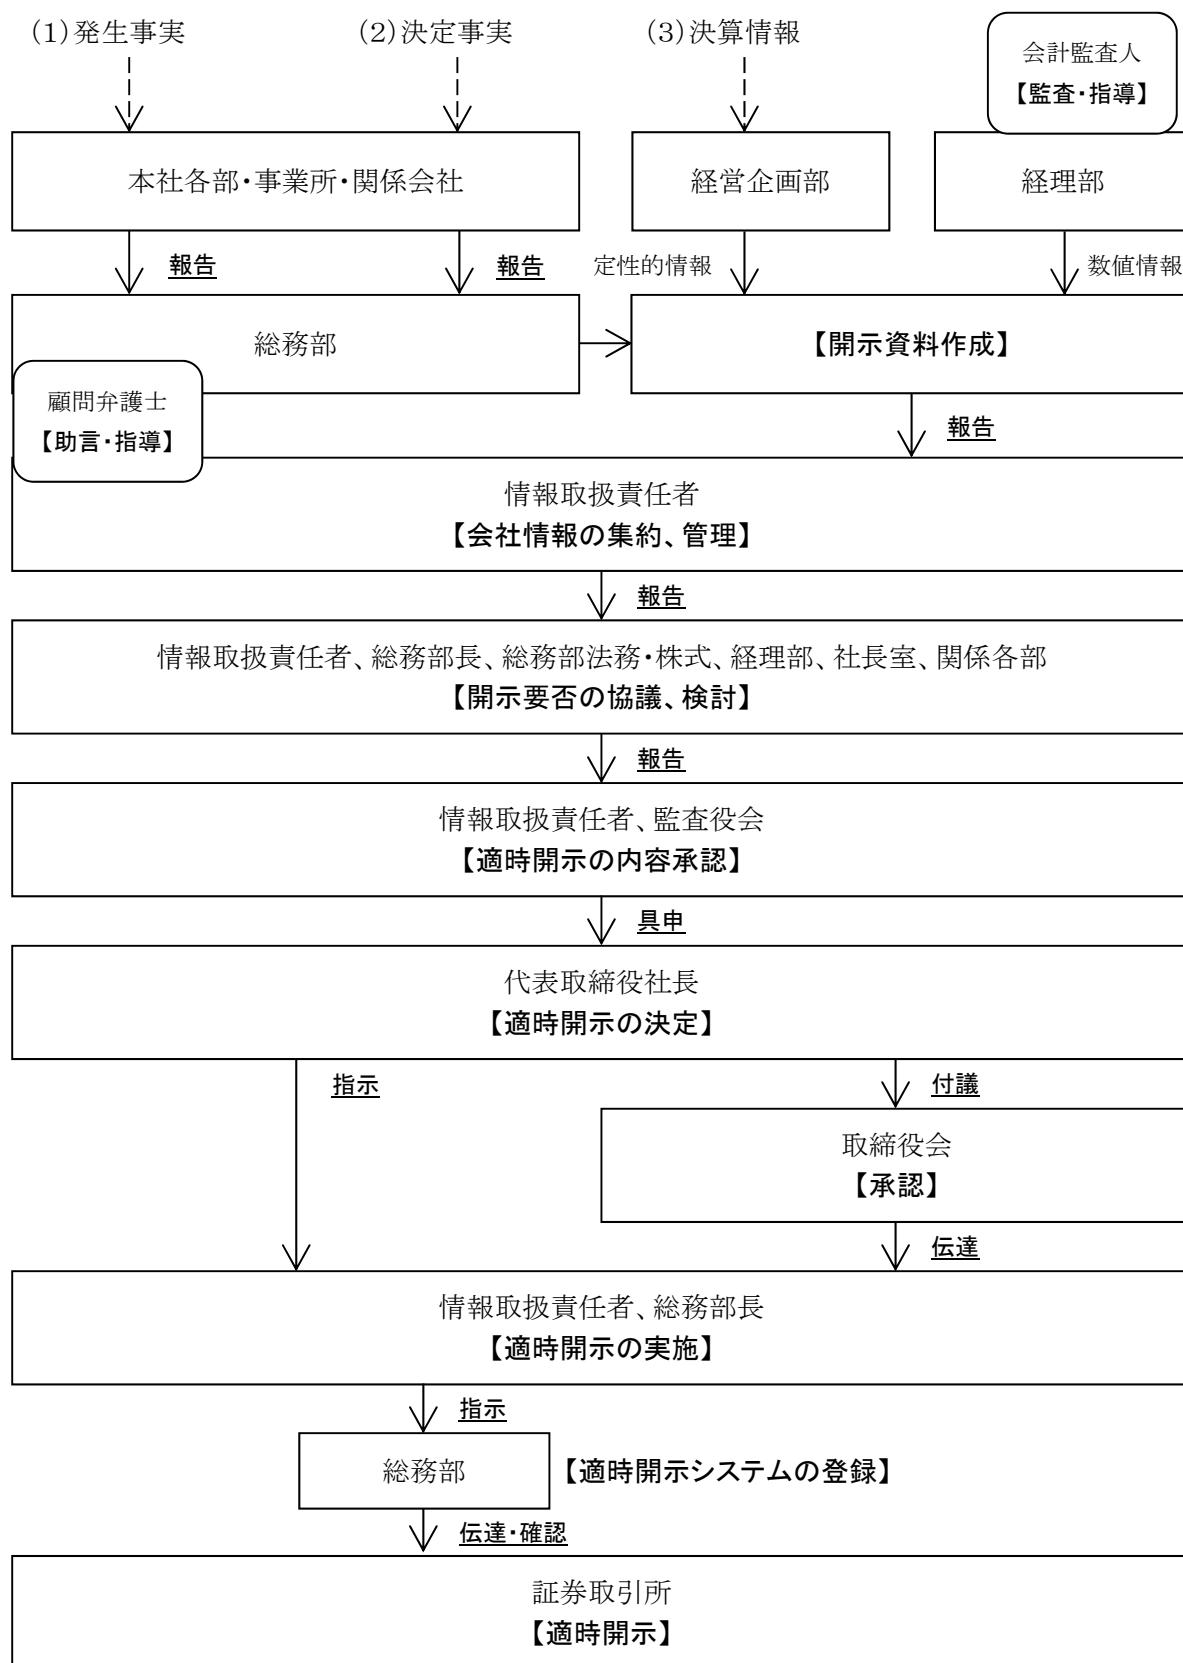 (1)発生事実
(2)決定事実
(3)決算情報
会計監査人
【監査・指導】
本社各部・事業所・関係会社
経営企画部
経理部
報告
報告
定性的情報
数値情報
総務部
【開示資料作成】
顧問弁護士
【助言・指導】
報告
情報取扱責任者
【会社情報の集約、管理】
報告
情報取扱責任者、総務部長、総務部法務・株式、経理部、社長室、関係各部
【開示要否の協議、検討】
報告
情報取扱責任者、監査役会
【適時開示の内容承認】
具申
代表取締役社長
【適時開示の決定】
指示
付議
取締役会
【承認】
伝達
情報取扱責任者、総務部長
【適時開示の実施】
指示
総務部
【適時開示システムの登録】
伝達・確認
証券取引所
【適時開示】